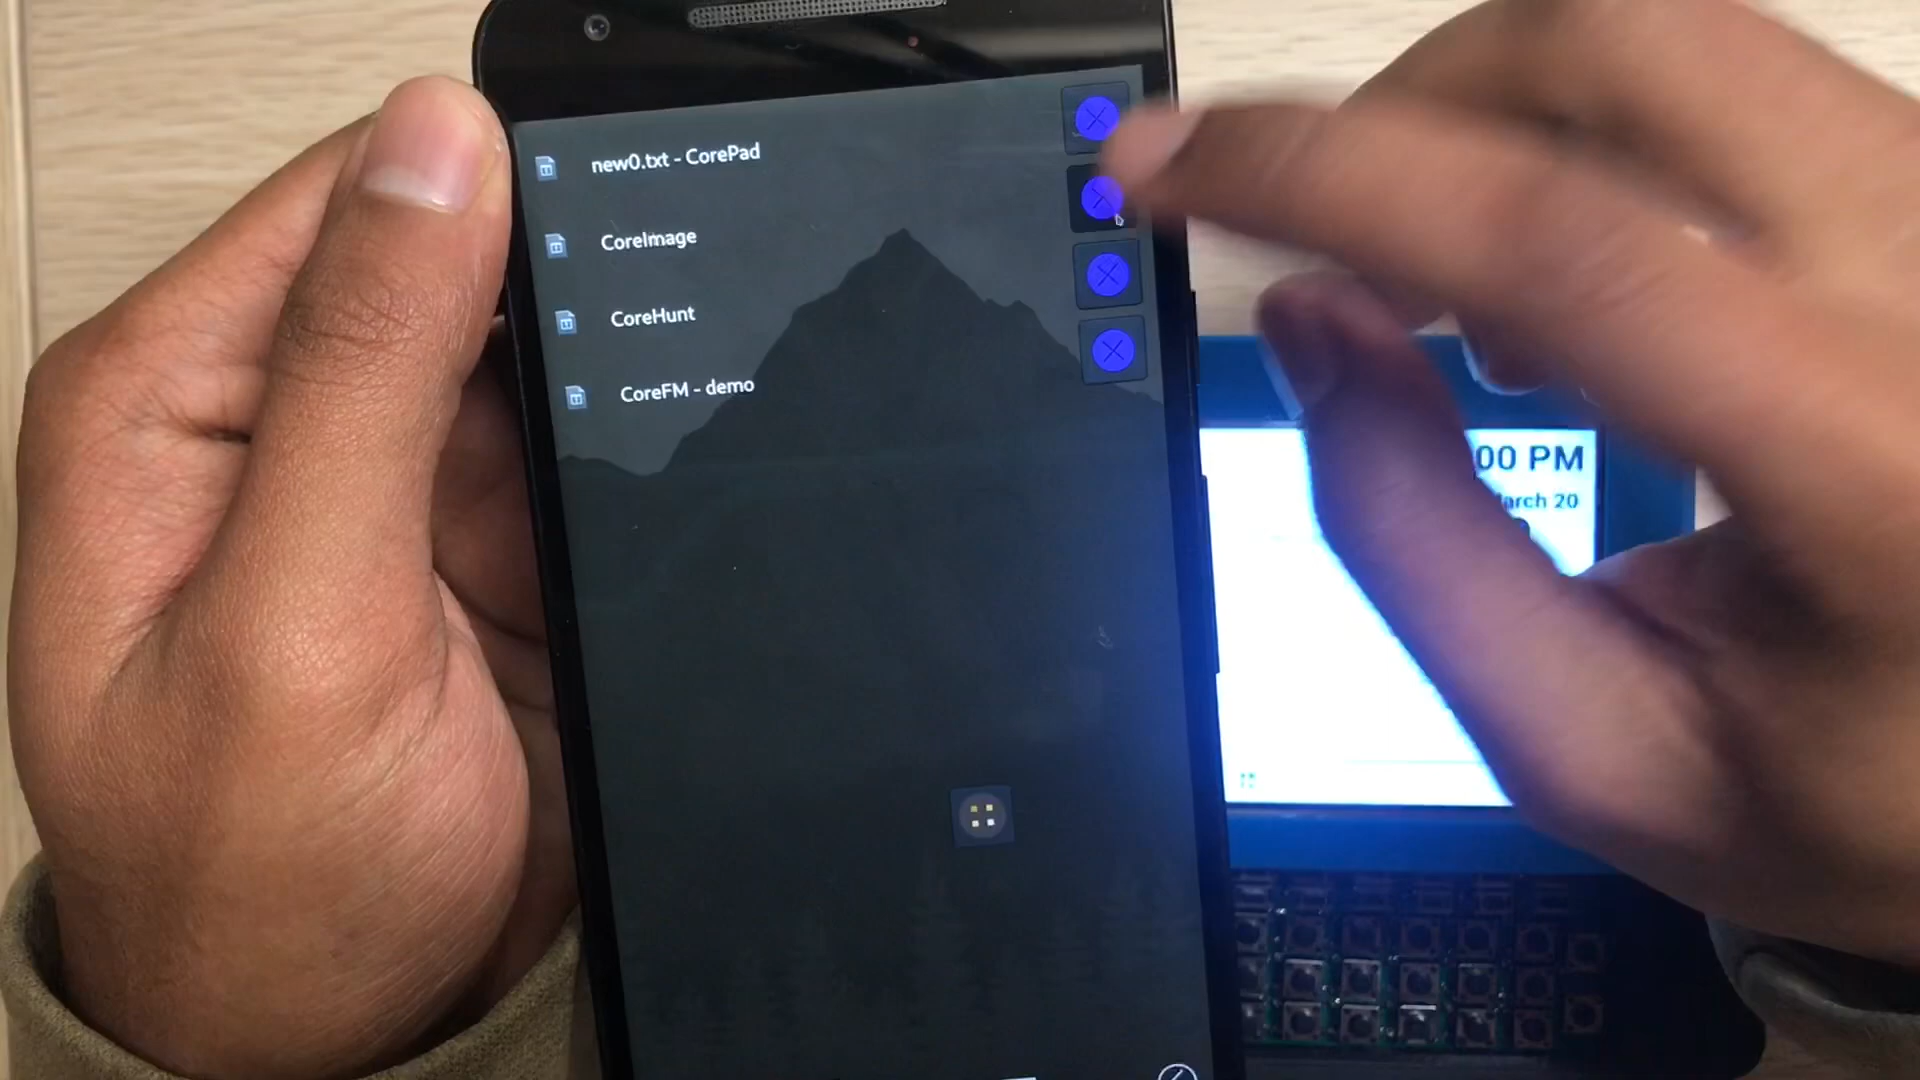 new0.txt - CorePad
CoreImage
CoreHunt
CoreFM - demo
00 PM
arch 20